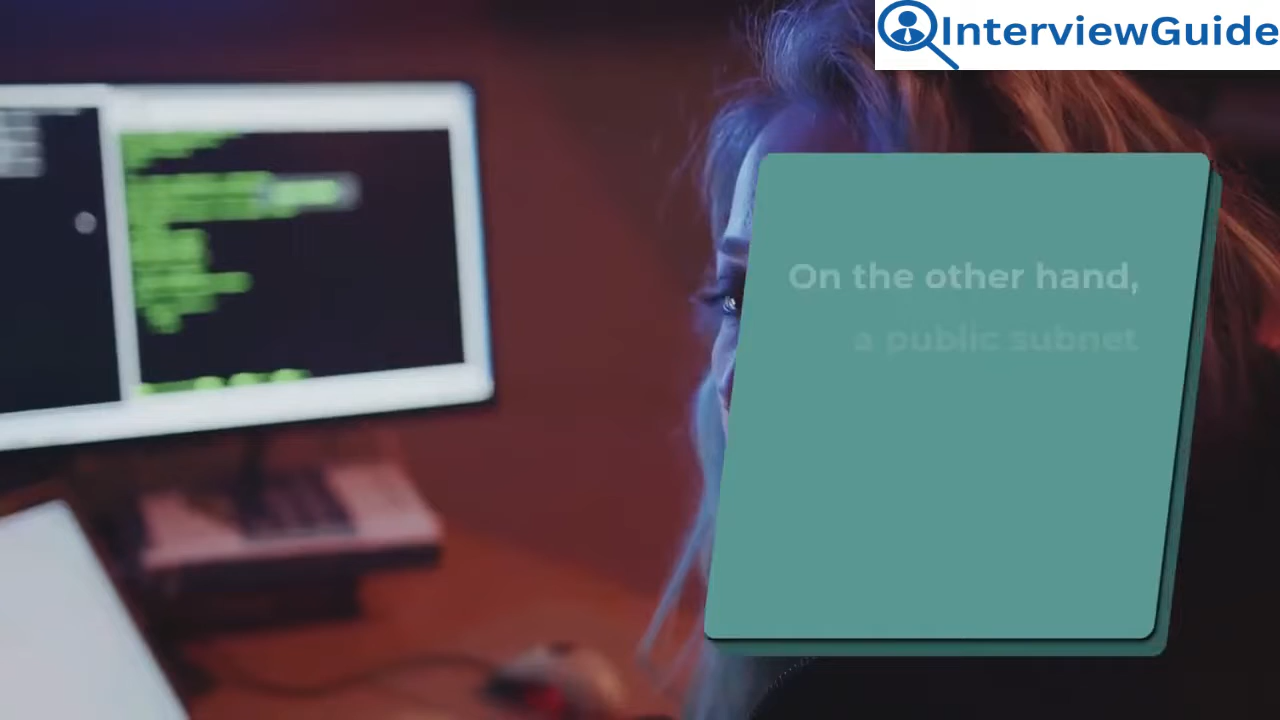 InterviewGuide
On the other hand,
a public subnet